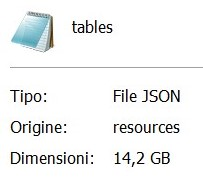 tables
Tipo: File JSON
Origine: resources
Dimensioni: 14,2 GB